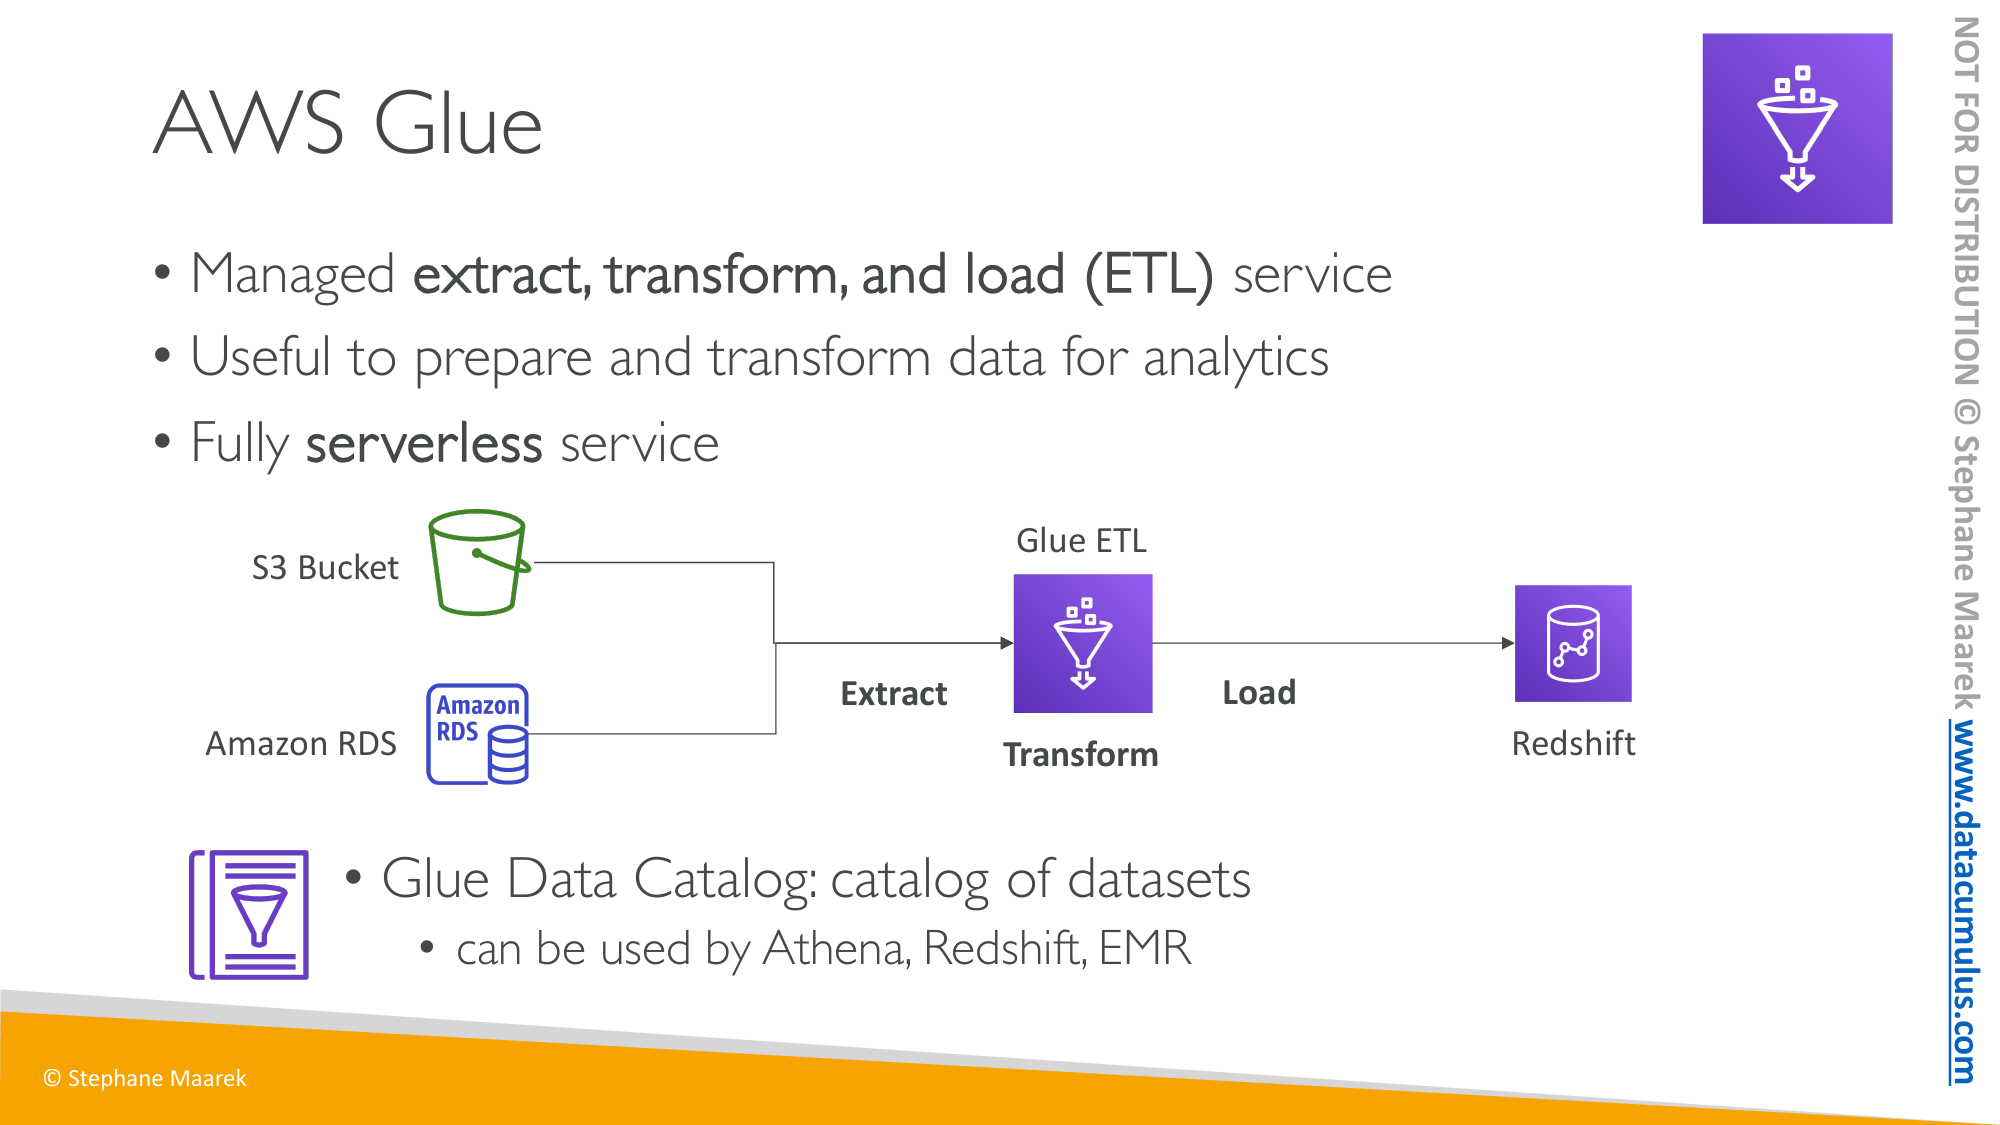 AWS Glue
• Managed extract, transform, and load (ETL) service
• Useful to prepare and transform data for analytics
• Fully serverless service
S3 Bucket
Amazon RDS
Amazon
RDS
Extract
Glue ETL
Transform
Load
Redshift
• Glue Data Catalog: catalog of datasets
• can be used by Athena, Redshift, EMR
© Stephane Maarek
NOT FOR DISTRIBUTION © Stephane Maarek www.datacumulus.com